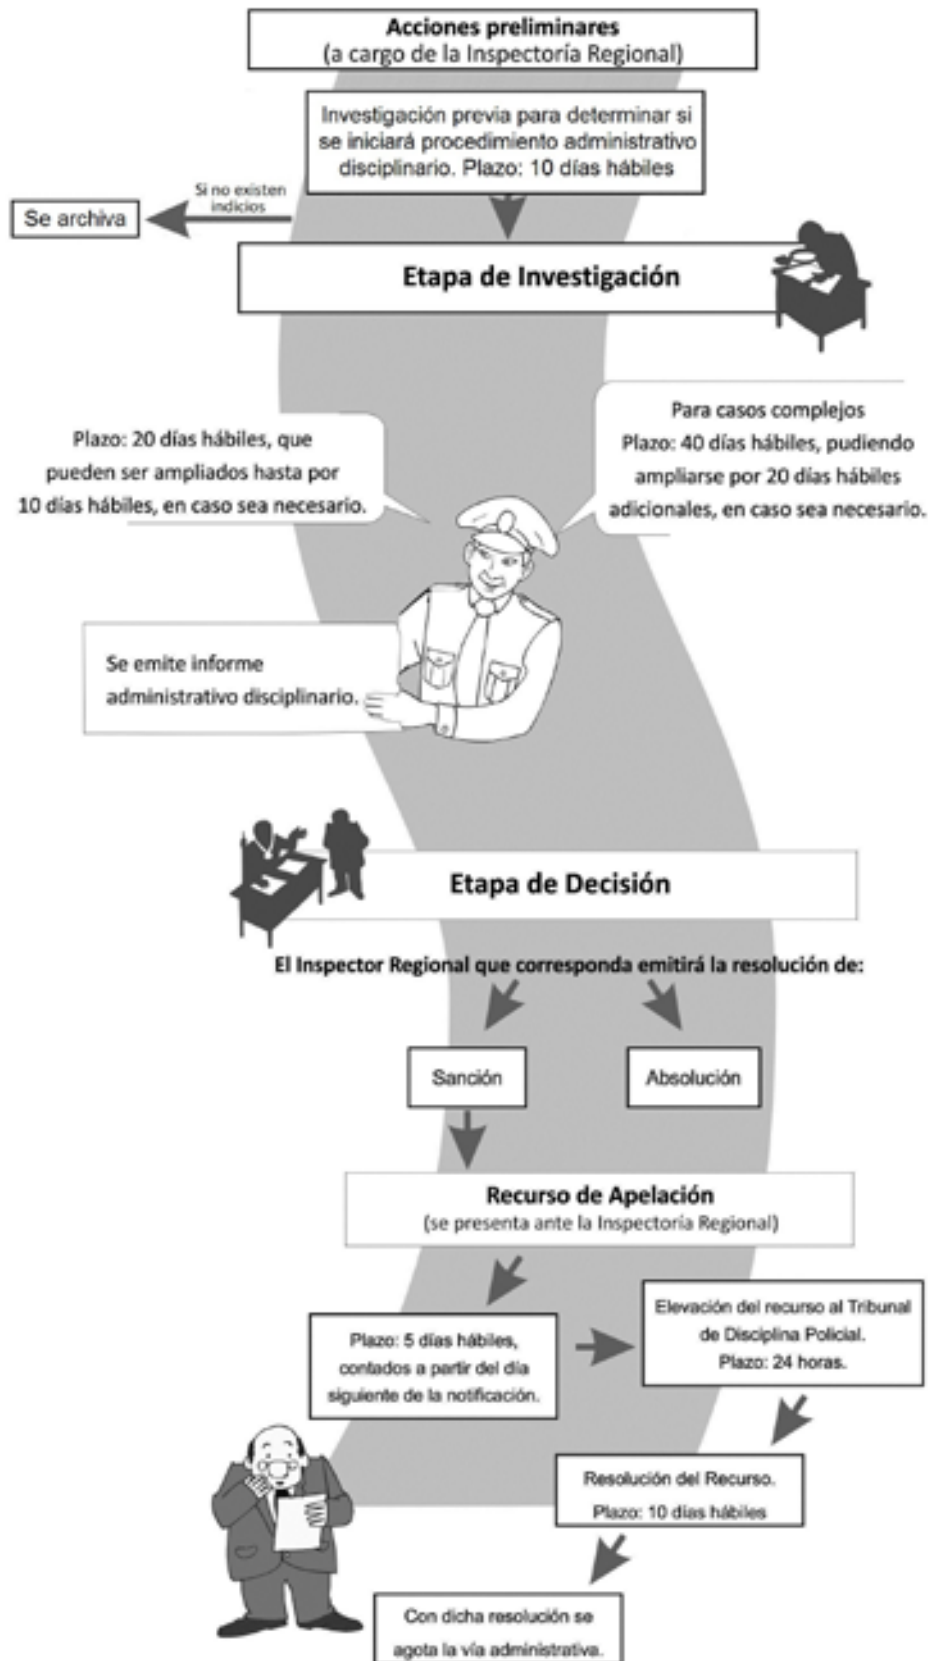 Acciones preliminares
(a cargo de la Inspectoría Regional)
Investigación previa para determinar si
se iniciará procedimiento administrativo
disciplinario. Plazo: 10 días hábiles
Si no existen
indicios
Se archiva
Etapa de Investigación
Plazo: 20 días hábiles, que
pueden ser ampliados hasta por
10 días hábiles, en caso sea necesario.
Para casos complejos
Plazo: 40 días hábiles, pudiendo
ampliarse por 20 días hábiles
adicionales, en caso sea necesario.
Se emite informe
administrativo disciplinario.
Etapa de Decisión
El Inspector Regional que corresponda emitirá la resolución de:
Sanción
Absolución
Recurso de Apelación
(se presenta ante la Inspectoría Regional)
Plazo: 5 días hábiles,
contados a partir del día
siguiente de la notificación.
Elevación del recurso al Tribunal
de Disciplina Policial.
Plazo: 24 horas.
Resolución del Recurso.
Plazo: 10 días hábiles
Con dicha resolución se
agota la vía administrativa.